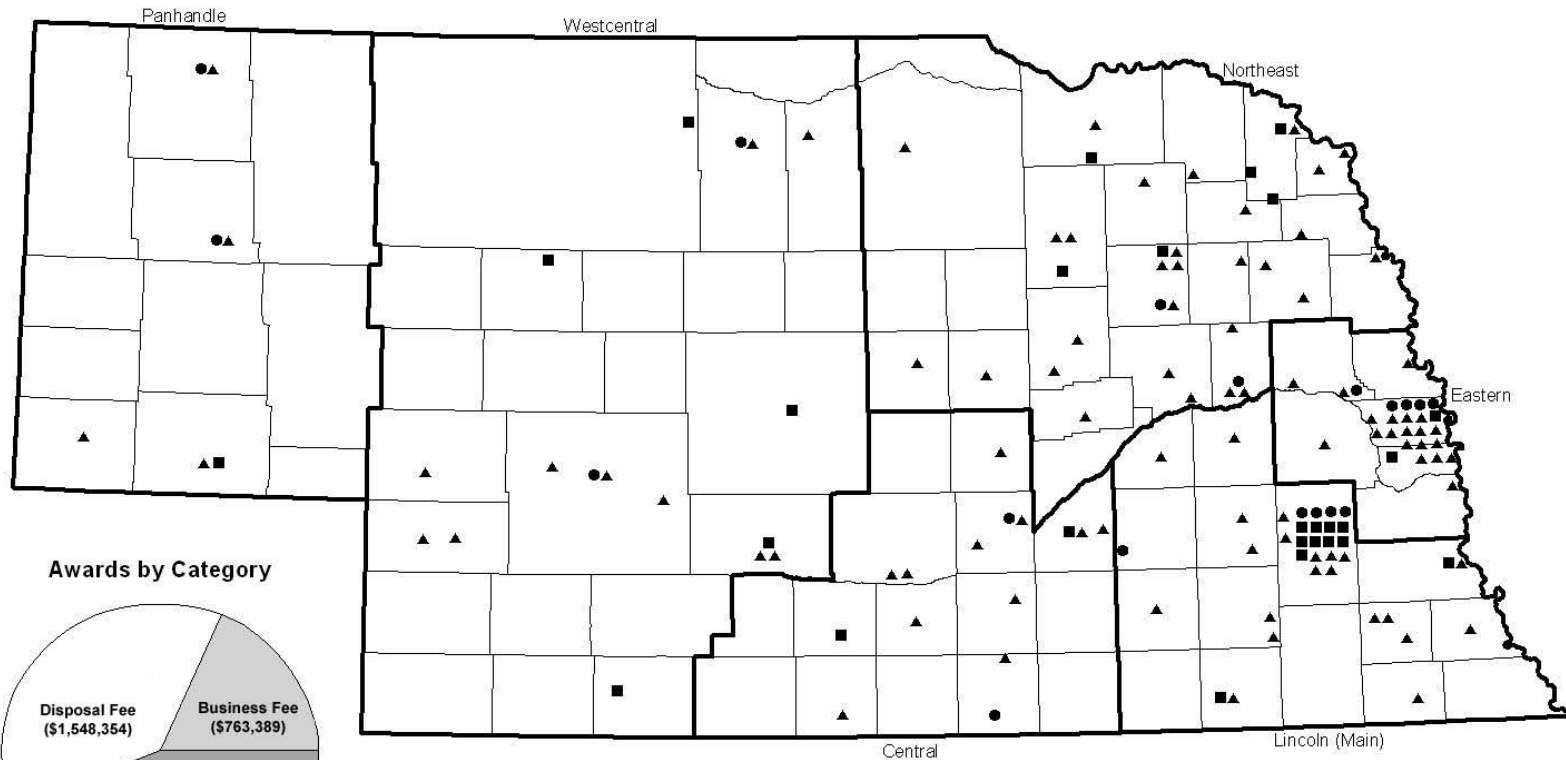 Panhandle
Westcentral
Northeast
Eastern
Awards by Category
Disposal Fee
($1,548,354)
Business Fee
($763,389)
Central
Lincoln (Main)